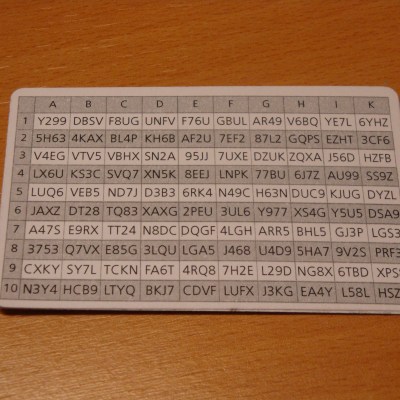 A B C D E F G H I K
1 Y299 DBSV F8UG UNFV F76U GBUL AR49 V6BQ YE7L 6YHZ
2 5H63 4KAX BL4P KH6B AF2U 7EF2 87L2 GQPS EZHT 3CF6
3 V4EG VTV5 VBHX SN2A 95JJ 7UXE DZUK ZQXA J56D HZFB
4 LX6U KS3C SVQ7 XN5K 8EEJ LNPK 77BU 6J7Z AU99 SS9Z
5 LUQ6 VEB5 ND7J D3B3 6RK4 N49C H63N DUC9 KJUG DYZL
6 JAXZ DT28 TQ83 XAXG 2PEU 3UL6 Y977 XS4G Y5U5 DSA9
7 A47S E9RX TT24 N8DC DQGF 4LGH ARR5 BHL5 GJ3P LGS3
8 3753 Q7VX E85G 3LQU LGA5 J468 U4D9 5HA7 9V2S PRF3
9 CXKY SY7L TCKN FA6T 4RQ8 7H2E L29D NG8X 6TBD XPS
10 N3Y4 HCB9 LTYQ BKJ7 CDVF LUFX J3KG EA4Y L58L HSZ